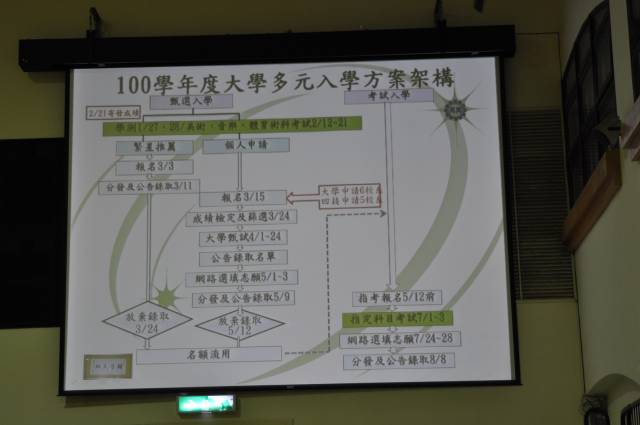 100學年度大學多元入學方案架構
甄選入學
考試入學
2/21寄發成績
學測1/27、28/美術、音樂、體育術科考試2/12~21
繁星推薦
個人申請
報名3/3
分發及公告錄取3/11
報名3/15
大學申請6校系
四技申請5校系
成績檢定及篩選3/24
大學甄試4/1~24
公告錄取名單
網路選填志願5/1~3
分發及公告錄取5/9
放棄錄取
3/24
放棄錄取
5/12
名額流用
指考報名5/12前
指定科目考試7/1~3
網路選填志願7/24~28
分發及公告錄取8/8